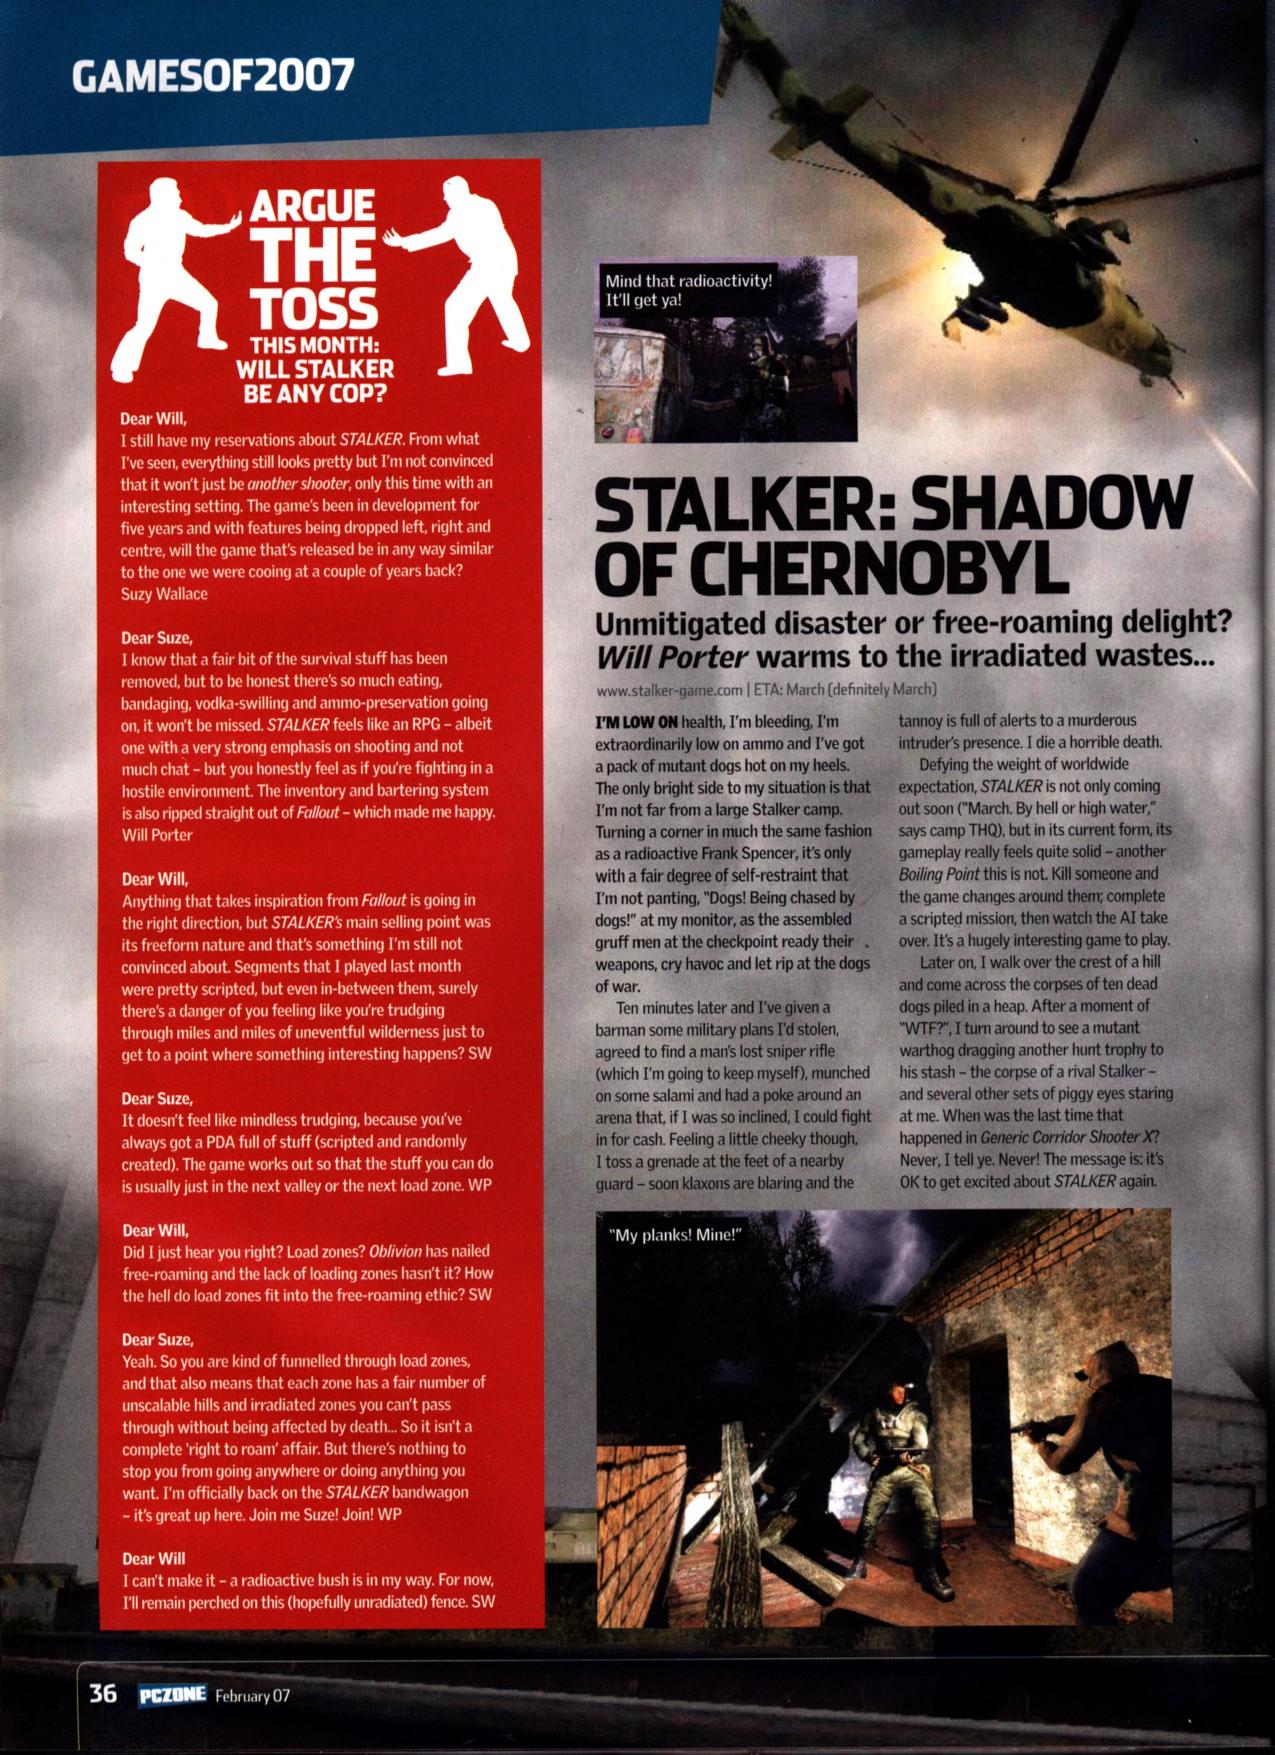 GAMESOF2007
ARGUE
THE
TOSS
THIS MONTH:
WILL STALKER
BE ANY COP?
Dear Will,
I still have my reservations about STALKER. From what
I've seen, everything still looks pretty but I'm not convinced
that it won't just be another shooter, only this time with an
interesting setting. The game's been in development for
five years and with features being dropped left, right and
centre, will the game that's released be in any way similar
to the one we were cooing at a couple of years back?
Suzy Wallace
Dear Suze,
I know that a fair bit of the survival stuff has been
removed, but to be honest there's so much eating,
bandaging, vodka-swilling and ammo-preservation going
on, it won't be missed. STALKER feels like an RPG – albeit
one with a very strong emphasis on shooting and not
much chat – but you honestly feel as if you're fighting in a
hostile environment. The inventory and bartering system
is also ripped straight out of Fallout – which made me happy.
Will Porter
Dear Will,
Anything that takes inspiration from Fallout is going in
the right direction, but STALKER's main selling point was
its freeform nature and that's something I'm still not
convinced about. Segments that I played last month
were pretty scripted, but even in-between them, surely
there's a danger of you feeling like you're trudging
through miles and miles of uneventful wilderness just to
get to a point where something interesting happens? SW
Dear Suze,
It doesn't feel like mindless trudging, because you've
always got a PDA full of stuff (scripted and randomly
created). The game works out so that the stuff you can do
is usually just in the next valley or the next load zone. WP
Dear Will,
Did I just hear you right? Load zones? Oblivion has nailed
free-roaming and the lack of loading zones hasn't it? How
the hell do load zones fit into the free-roaming ethic? SW
Dear Suze,
Yeah. So you are kind of funnelled through load zones,
and that also means that each zone has a fair number of
unscalable hills and irradiated zones you can't pass
through without being affected by death... So it isn't a
complete 'right to roam' affair. But there's nothing to
stop you from going anywhere or doing anything you
want. I'm officially back on the STALKER bandwagon
– it's great up here. Join me Suze! Join! WP
Dear Will
I can't make it – a radioactive bush is in my way. For now,
I'll remain perched on this (hopefully unradiated) fence. SW
Mind that radioactivity!
It'll get ya!
STALKER: SHADOW
OF CHERNOBYL
Unmitigated disaster or free-roaming delight?
Will Porter warms to the irradiated wastes...
www.stalker-game.com | ETA: March (definitely March)
I'M LOW ON health, I'm bleeding, I'm
extraordinarily low on ammo and I've got
a pack of mutant dogs hot on my heels.
The only bright side to my situation is that
I'm not far from a large Stalker camp.
Turning a corner in much the same fashion
as a radioactive Frank Spencer, it's only
with a fair degree of self-restraint that
I'm not panting, "Dogs! Being chased by
dogs!" at my monitor, as the assembled
gruff men at the checkpoint ready their
weapons, cry havoc and let rip at the dogs
of war.
Ten minutes later and I've given a
barman some military plans I'd stolen,
agreed to find a man's lost sniper rifle
(which I'm going to keep myself), munched
on some salami and had a poke around an
arena that, if I was so inclined, I could fight
in for cash. Feeling a little cheeky though,
I toss a grenade at the feet of a nearby
guard – soon klaxons are blaring and the
tannoy is full of alerts to a murderous
intruder's presence. I die a horrible death.
Defying the weight of worldwide
expectation, STALKER is not only coming
out soon ("March. By hell or high water,"
says camp THQ), but in its current form, its
gameplay really feels quite solid – another
Boiling Point this is not. Kill someone and
the game changes around them; complete
a scripted mission, then watch the AI take
over. It's a hugely interesting game to play.
Later on, I walk over the crest of a hill
and come across the corpses of ten dead
dogs piled in a heap. After a moment of
"WTF?", I turn around to see a mutant
warthog dragging another hunt trophy to
his stash – the corpse of a rival Stalker –
and several other sets of piggy eyes staring
at me. When was the last time that
happened in Generic Corridor Shooter X?
Never, I tell ye. Never! The message is: it's
OK to get excited about STALKER again.
"My planks! Mine!"
36 PCZONE February 07